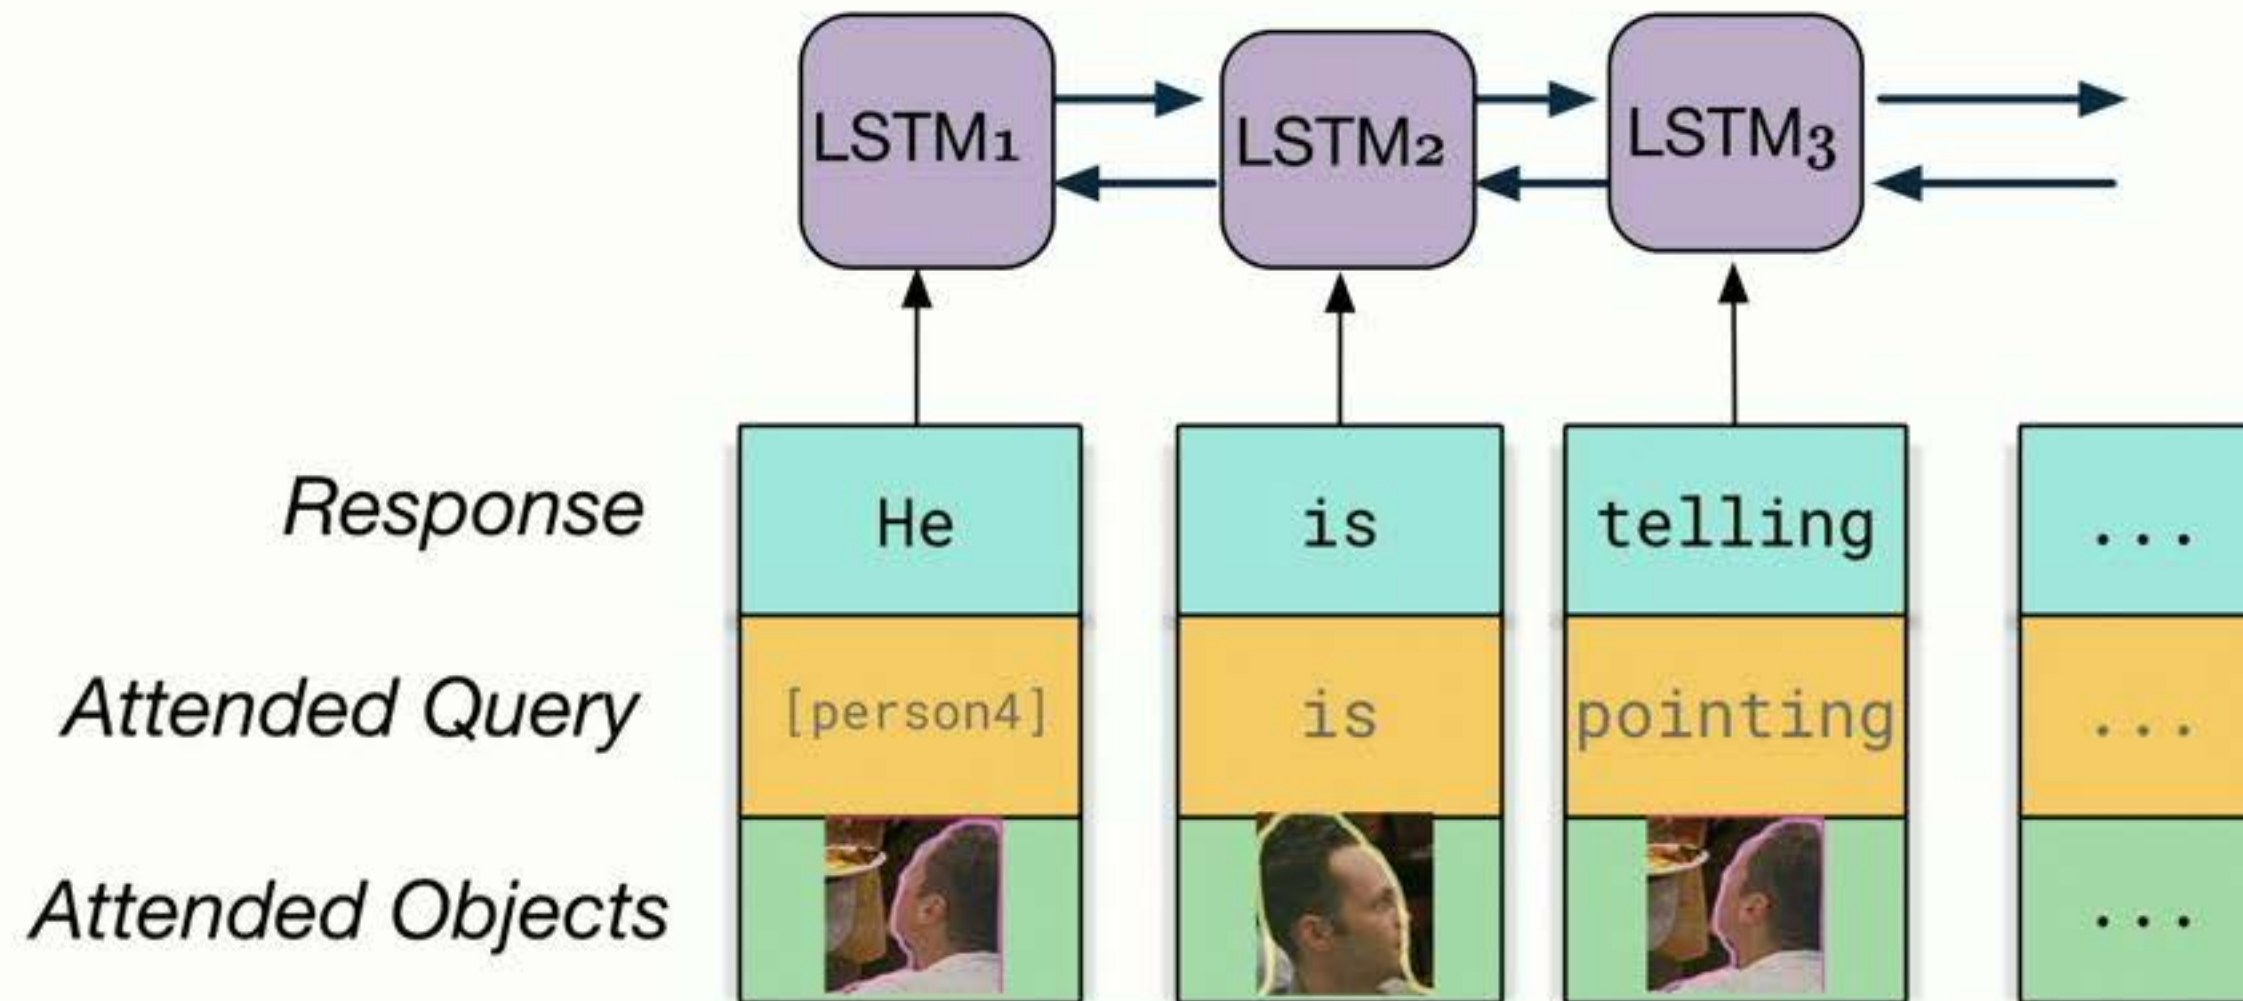 LSTM1 LSTM2 LSTM3
Response He is telling ...
Attended Query [person4] is pointing ...
Attended Objects ...